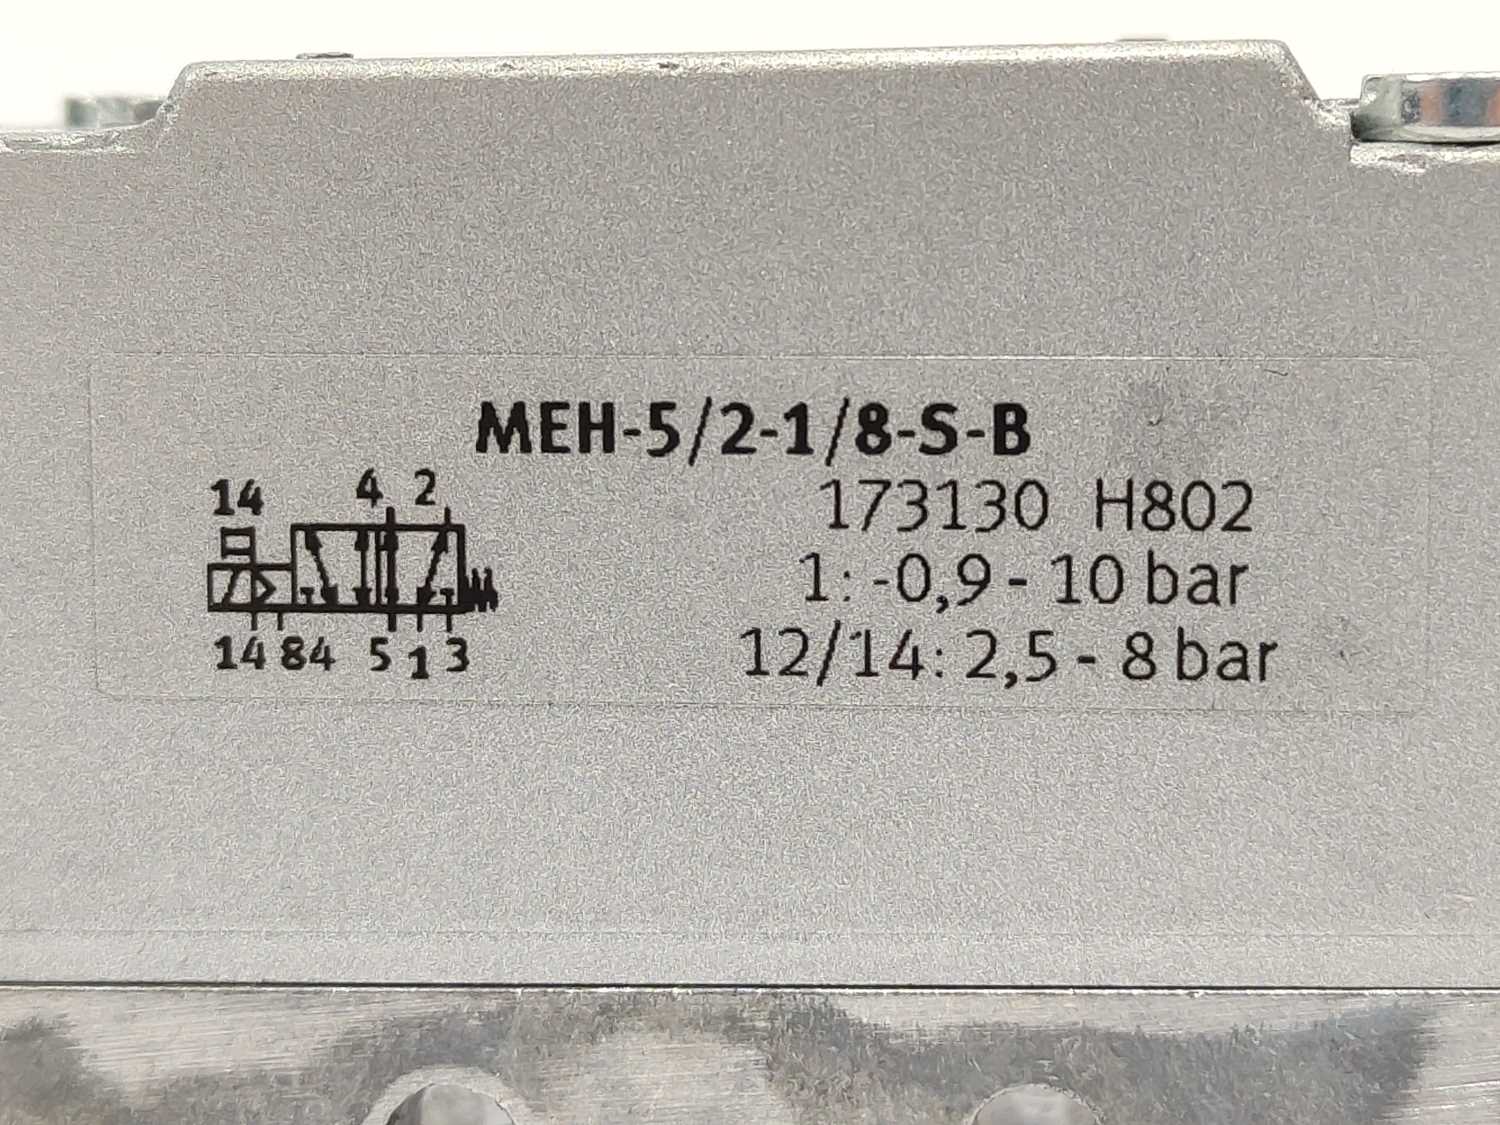 MEH-5/2-1/8-S-B
14 4 2
173130 H802
1: -0,9 - 10 bar
12/14: 2,5 - 8 bar
14 84 5 1 3